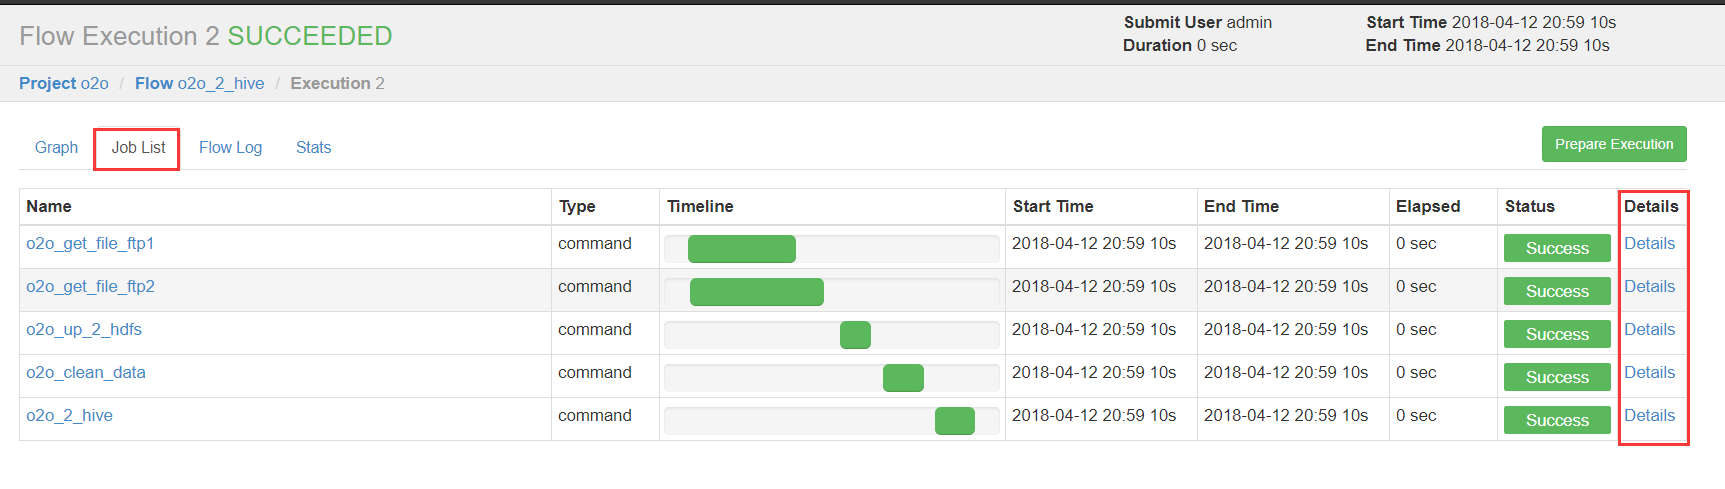 Flow Execution 2 SUCCEEDED
Submit User admin
Duration 0 sec
Start Time 2018-04-12 20:59 10s
End Time 2018-04-12 20:59 10s
Project o2o / Flow o2o_2_hive / Execution 2
Graph Job List Flow Log Stats Prepare Execution
Name Type Timeline Start Time End Time Elapsed Status Details
o2o_get_file_ftp1 command 2018-04-12 20:59 10s 2018-04-12 20:59 10s 0 sec Success Details
o2o_get_file_ftp2 command 2018-04-12 20:59 10s 2018-04-12 20:59 10s 0 sec Success Details
o2o_up_2_hdfs command 2018-04-12 20:59 10s 2018-04-12 20:59 10s 0 sec Success Details
o2o_clean_data command 2018-04-12 20:59 10s 2018-04-12 20:59 10s 0 sec Success Details
o2o_2_hive command 2018-04-12 20:59 10s 2018-04-12 20:59 10s 0 sec Success Details